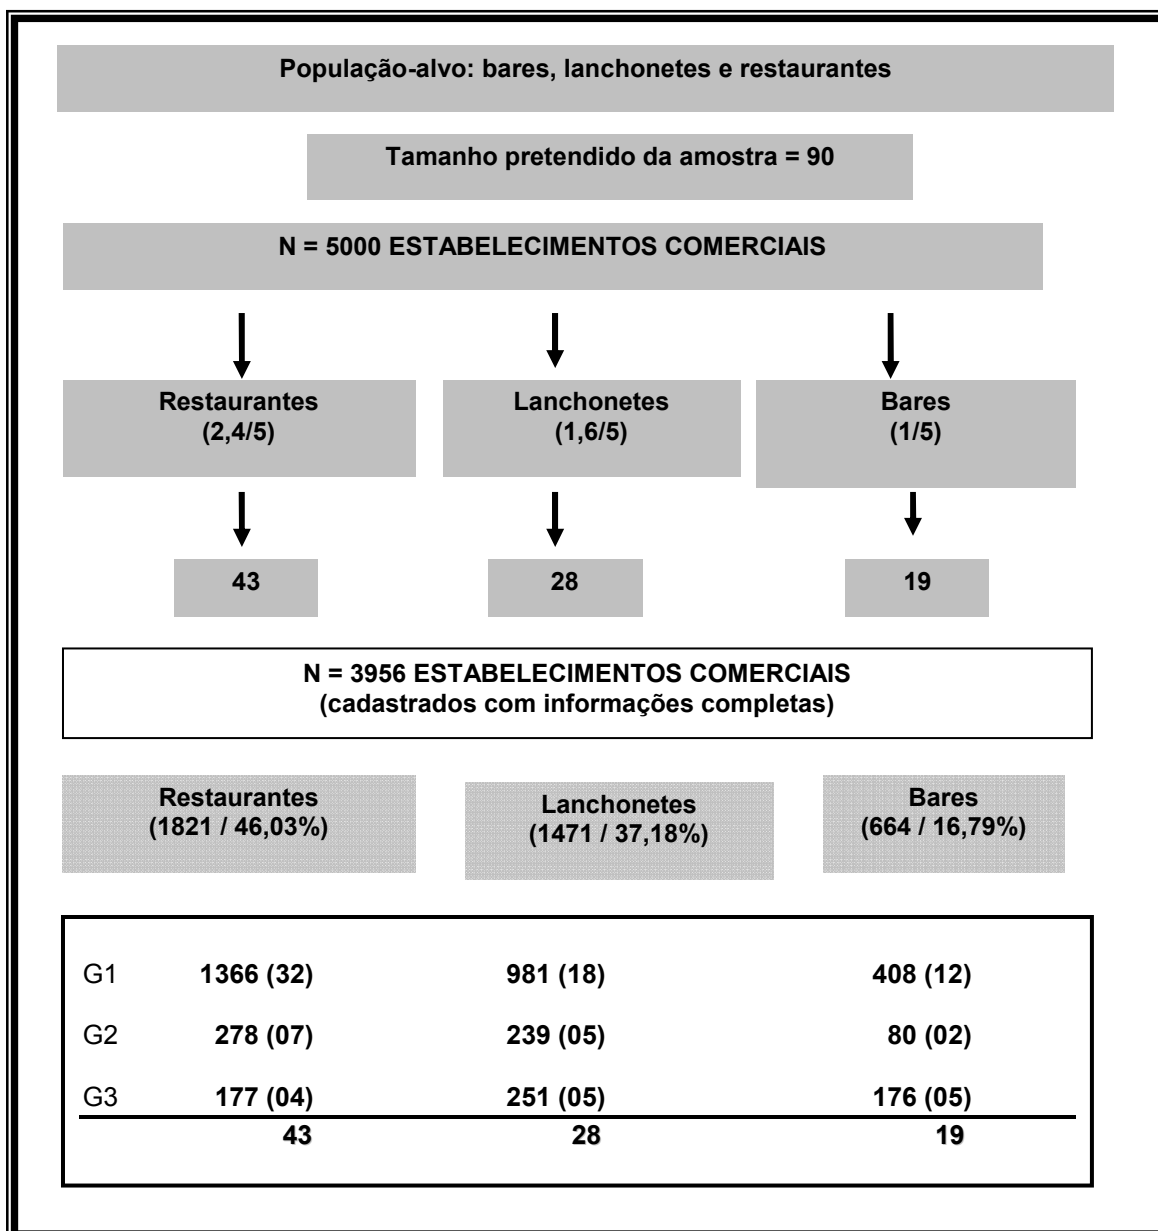 População-alvo: bares, lanchonetes e restaurantes
Tamanho pretendido da amostra = 90
N = 5000 ESTABELECIMENTOS COMERCIAIS
Restaurantes
(2,4/5)
Lanchonetes
(1,6/5)
Bares
(1/5)
43
28
19
N = 3956 ESTABELECIMENTOS COMERCIAIS
(cadastrados com informações completas)
Restaurantes
(1821 / 46,03%)
Lanchonetes
(1471 / 37,18%)
Bares
(664 / 16,79%)
G1 1366 (32) 981 (18) 408 (12)
G2 278 (07) 239 (05) 80 (02)
G3 177 (04) 251 (05) 176 (05)
43 28 19